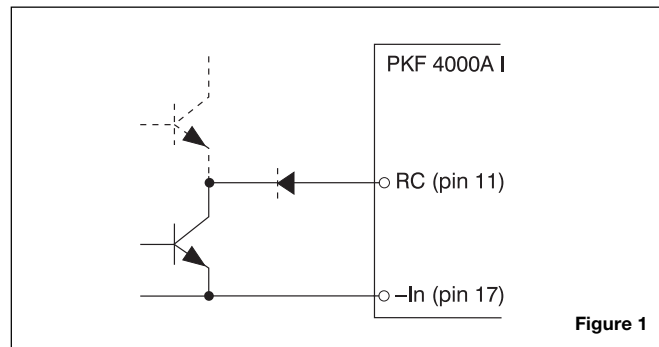 PKF 4000A I
RC (pin 11)
–In (pin 17)
Figure 1